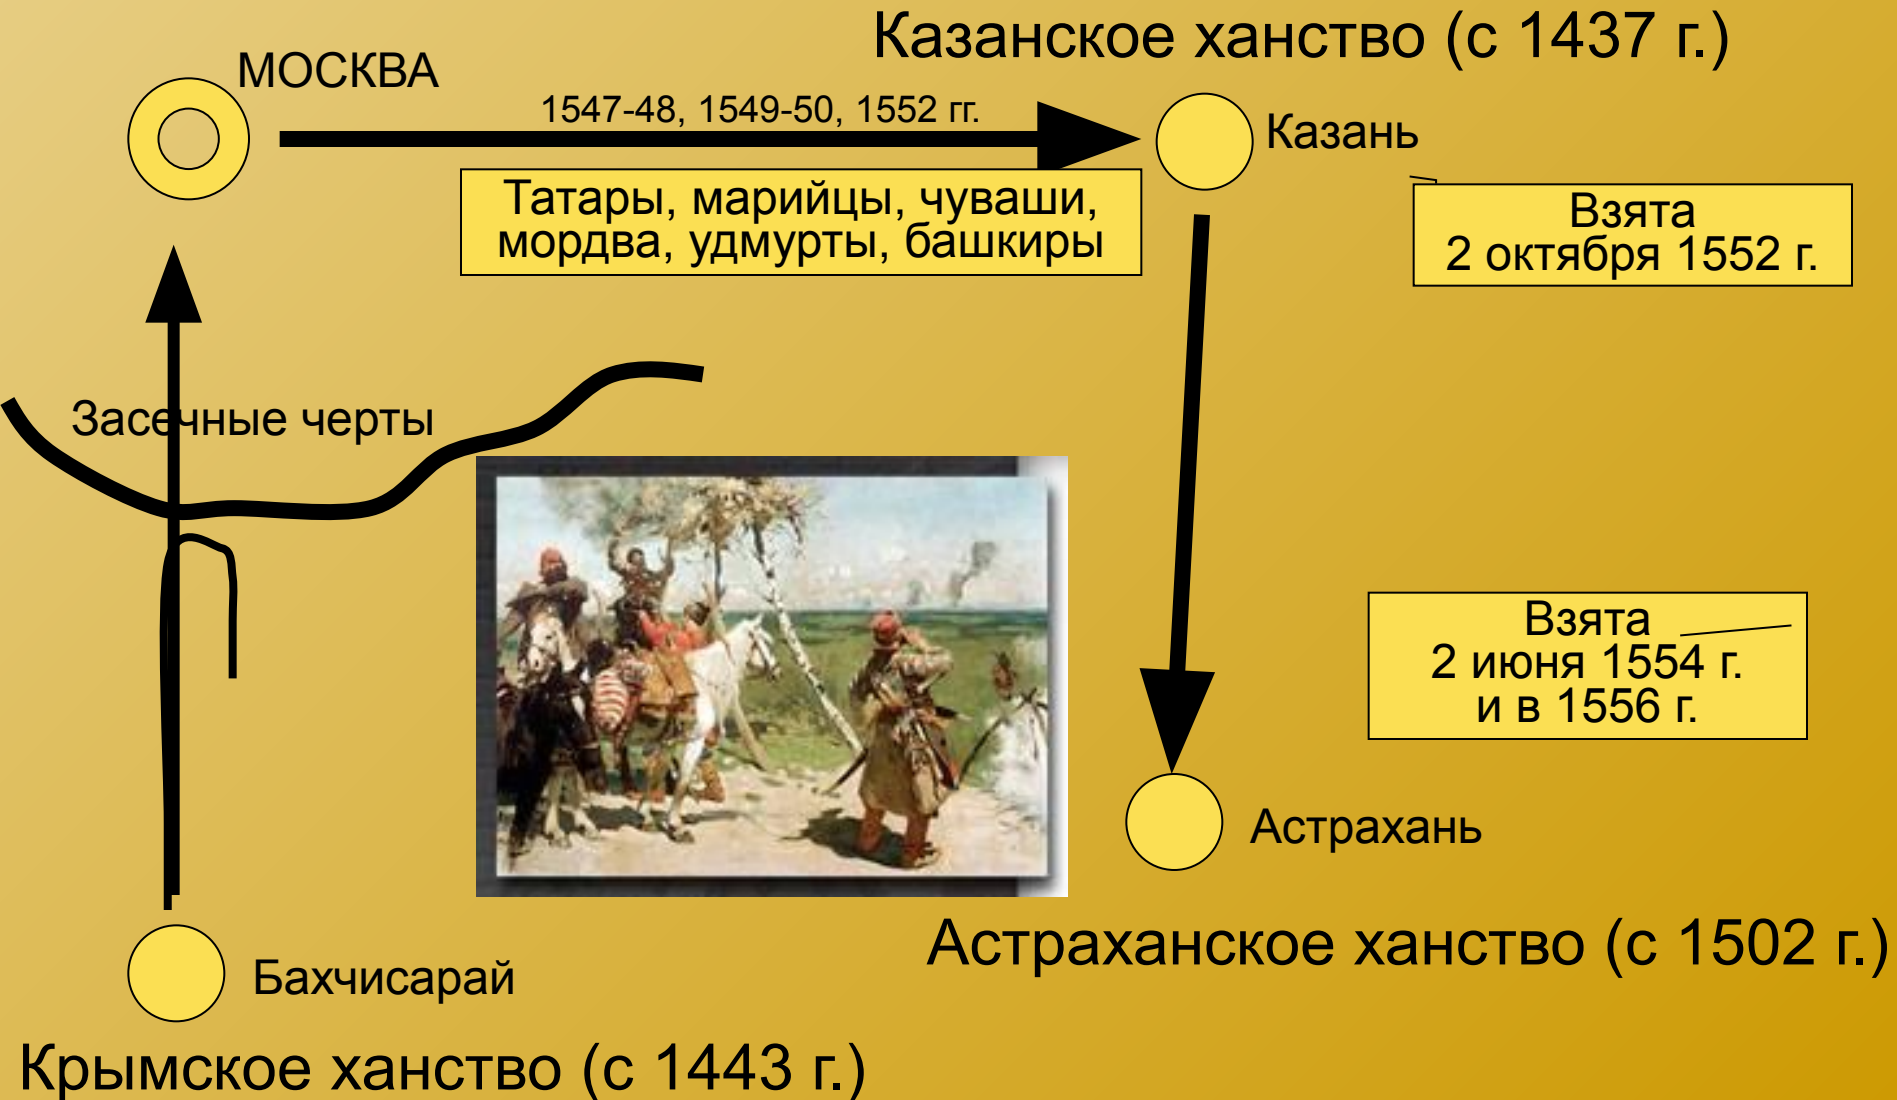 Казанское ханство (с 1437 г.)
МОСКВА
1547-48, 1549-50, 1552 гг.
Казань
Татары, марийцы, чуваши,
мордва, удмурты, башкиры
Взята
2 октября 1552 г.
Засечные черты
Взята
2 июня 1554 г.
и в 1556 г.
Астрахань
Астраханское ханство (с 1502 г.)
Бахчисарай
Крымское ханство (с 1443 г.)